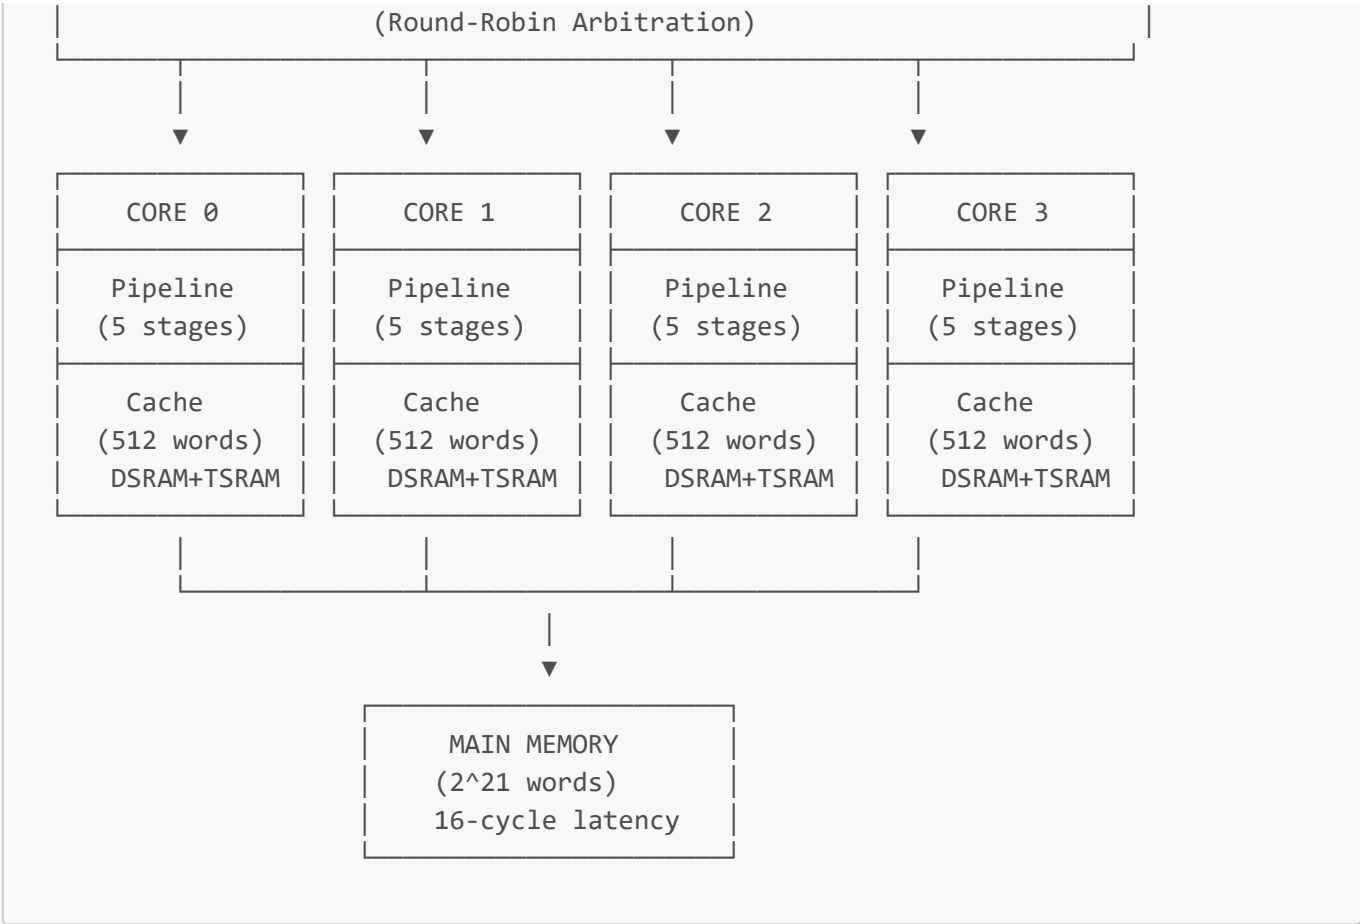 (Round-Robin Arbitration)
CORE 0 CORE 1 CORE 2 CORE 3
Pipeline Pipeline Pipeline Pipeline
(5 stages) (5 stages) (5 stages) (5 stages)
Cache Cache Cache Cache
(512 words) (512 words) (512 words) (512 words)
DSRAM+TSRAM DSRAM+TSRAM DSRAM+TSRAM DSRAM+TSRAM
MAIN MEMORY
(2^21 words)
16-cycle latency